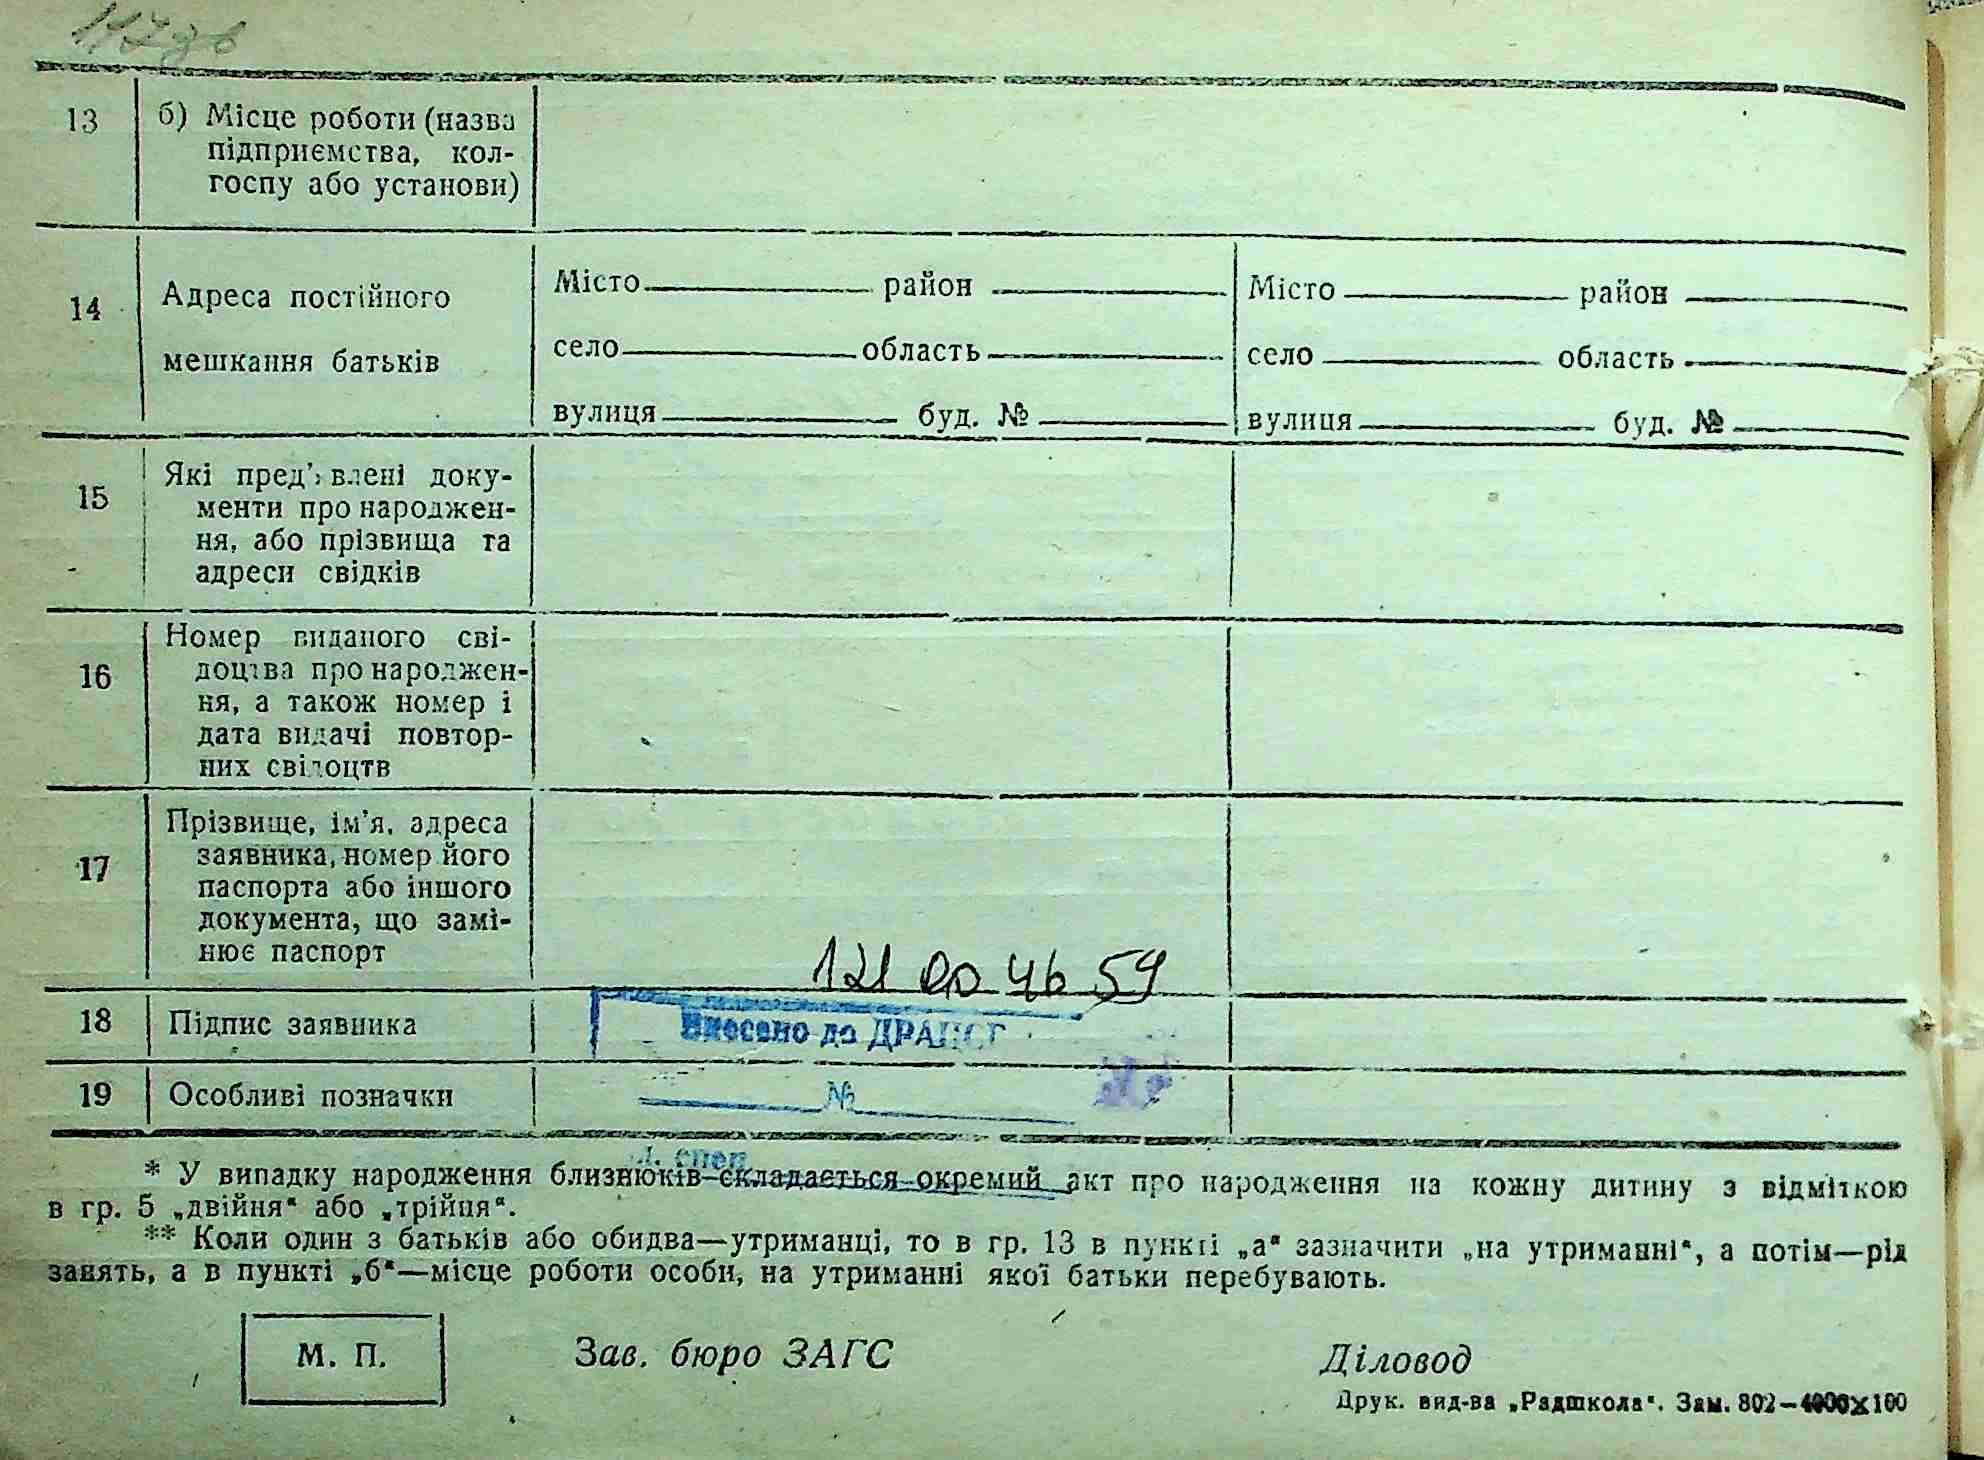 117зв
13 б) Місце роботи (назва
підприємства, кол-
госпу або установи)
14 Адреса постійного
мешкання батьків
Місто район
село область
вулиця буд. №
Місто район
село область
вулиця буд. №
15 Які пред'явлені доку-
менти про народжен-
ня, або прізвища та
адреси свідків
16 Номер виданого сві-
доцтва про народжен-
ня, а також номер і
дата видачі повтор-
них свідоцтв
17 Прізвище, ім'я, адреса
заявника, номер його
паспорта або іншого
документа, що замі-
нює паспорт
121 00 46 59
18 Підпис заявника
Внесено до ДРАЦСГ
19 Особливі позначки
№
спец
* У випадку народження близнюків—складається окремий акт про народження на кожну дитину з відміткою
в гр. 5 „двійня“ або „трійня“.
** Коли один з батьків або обидва—утриманці, то в гр. 13 в пункті „а“ зазначити „на утриманні“, а потім—рід
занять, а в пункті „б“—місце роботи особи, на утриманні якої батьки перебувають.
М. П.
Зав. бюро ЗАГС
Діловод
Друк. вид-ва „Радшкола“. Зам. 802—4000×100